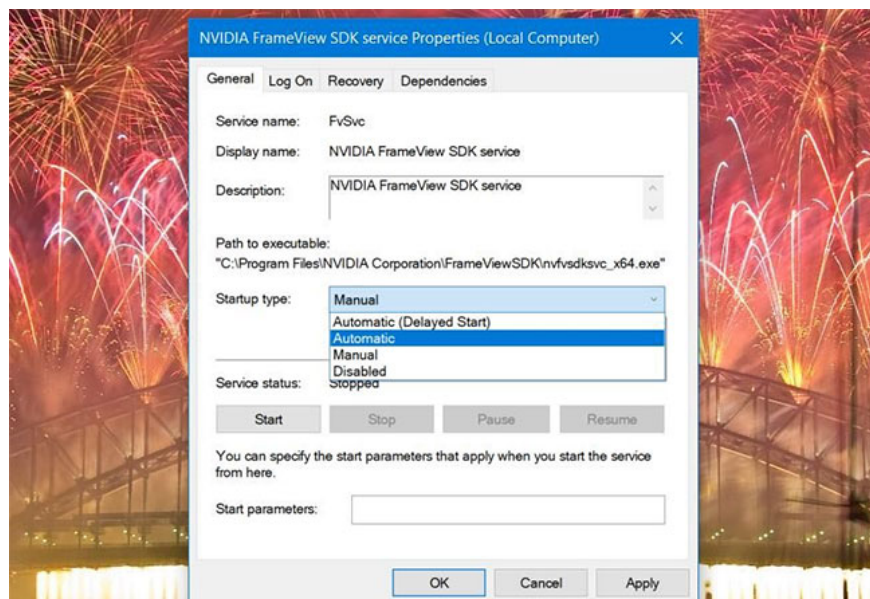 NVIDIA FrameView SDK service Properties (Local Computer)
General Log On Recovery Dependencies
Service name: FvSvc
Display name: NVIDIA FrameView SDK service
Description: NVIDIA FrameView SDK service
Path to executable:
"C:\Program Files\NVIDIA Corporation\FrameViewSDK\nvfvsdksvc_x64.exe"
Startup type: Manual
Automatic (Delayed Start)
Automatic
Manual
Disabled
Service status: Stopped
Start Stop Pause Resume
You can specify the start parameters that apply when you start the service
from here.
Start parameters:
OK Cancel Apply